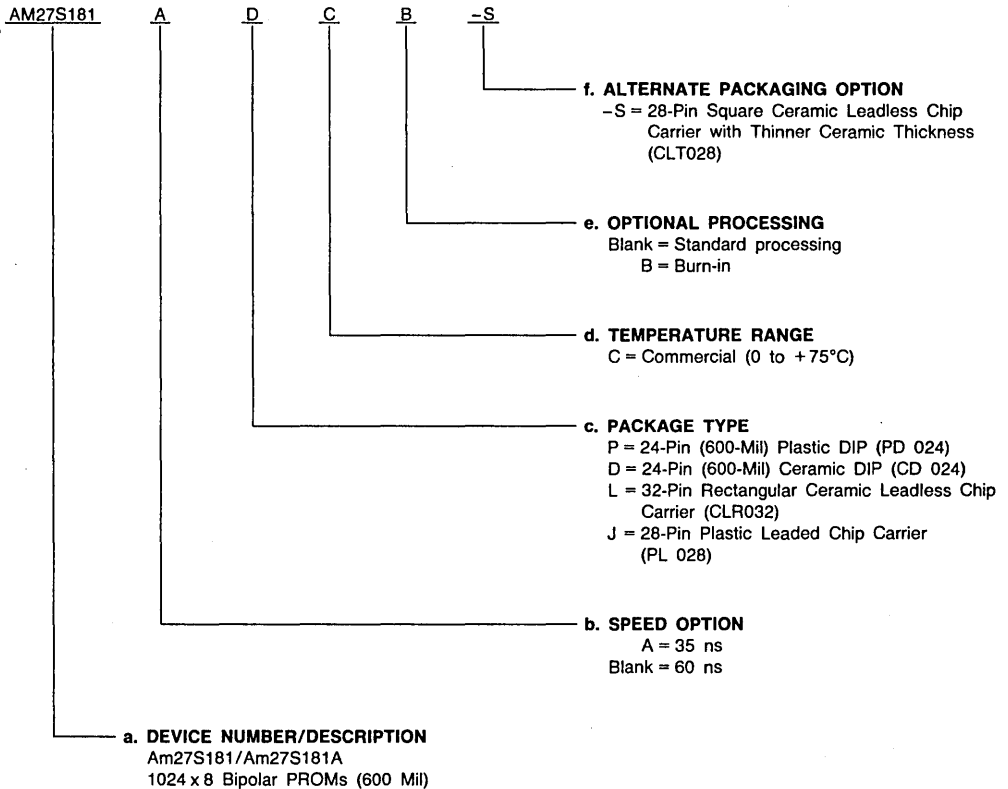 AM27S181 A D C B -S
f. ALTERNATE PACKAGING OPTION
-S = 28-Pin Square Ceramic Leadless Chip
Carrier with Thinner Ceramic Thickness
(CLT028)
e. OPTIONAL PROCESSING
Blank = Standard processing
B = Burn-in
d. TEMPERATURE RANGE
C = Commercial (0 to +75°C)
c. PACKAGE TYPE
P = 24-Pin (600-Mil) Plastic DIP (PD 024)
D = 24-Pin (600-Mil) Ceramic DIP (CD 024)
L = 32-Pin Rectangular Ceramic Leadless Chip
Carrier (CLR032)
J = 28-Pin Plastic Leaded Chip Carrier
(PL 028)
b. SPEED OPTION
A = 35 ns
Blank = 60 ns
a. DEVICE NUMBER/DESCRIPTION
Am27S181/Am27S181A
1024 x 8 Bipolar PROMs (600 Mil)